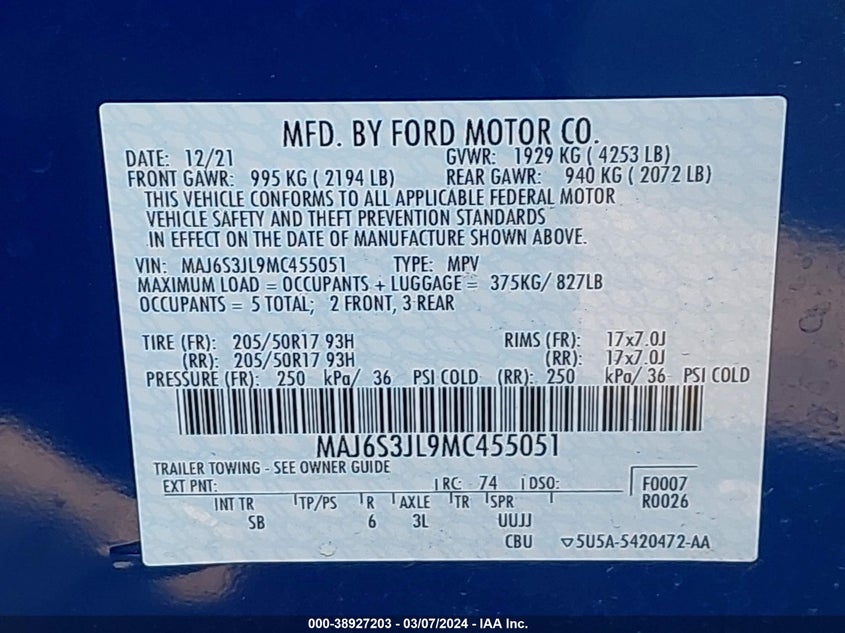 MFD. BY FORD MOTOR CO.
DATE: 12/21 GVWR: 1929 KG ( 4253 LB)
FRONT GAWR: 995 KG ( 2194 LB) REAR GAWR: 940 KG ( 2072 LB)
THIS VEHICLE CONFORMS TO ALL APPLICABLE FEDERAL MOTOR
VEHICLE SAFETY AND THEFT PREVENTION STANDARDS
IN EFFECT ON THE DATE OF MANUFACTURE SHOWN ABOVE.
VIN: MAJ6S3JL9MC455051 TYPE: MPV
MAXIMUM LOAD = OCCUPANTS + LUGGAGE = 375KG/ 827LB
OCCUPANTS = 5 TOTAL; 2 FRONT, 3 REAR
TIRE (FR): 205/50R17 93H RIMS (FR): 17x7.0J
(RR): 205/50R17 93H (RR): 17x7.0J
PRESSURE (FR): 250 kPa/ 36 PSI COLD (RR): 250 kPa/ 36 PSI COLD
MAJ6S3JL9MC455051
TRAILER TOWING - SEE OWNER GUIDE
EXT PNT: RC: 74 DSO: F0007
INT TR TP/PS R AXLE TR SPR R0026
SB 6 3L UUJJ
CBU ▽5U5A-5420472-AA
000-38927203 - 03/07/2024 - IAA Inc.